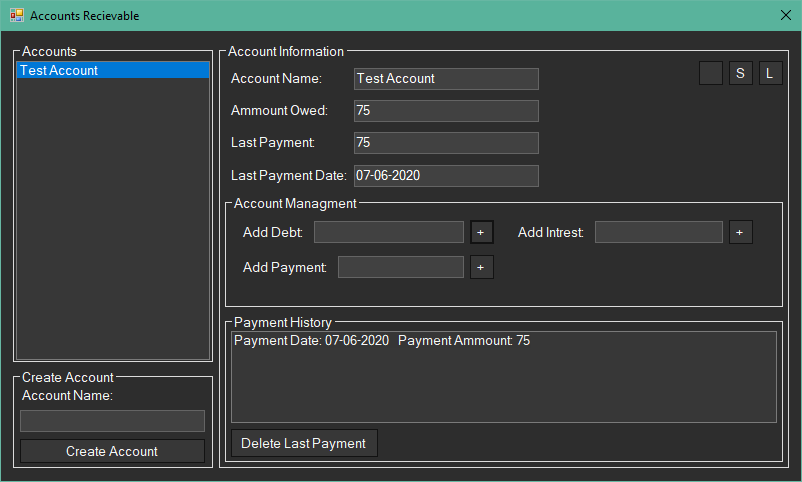 Accounts Recievable
Accounts
Test Account
Create Account
Account Name:
Create Account
Account Information
S L
Account Name: Test Account
Ammount Owed: 75
Last Payment: 75
Last Payment Date: 07-06-2020
Account Managment
Add Debt: + Add Intrest: +
Add Payment: +
Payment History
Payment Date: 07-06-2020 Payment Ammount: 75
Delete Last Payment